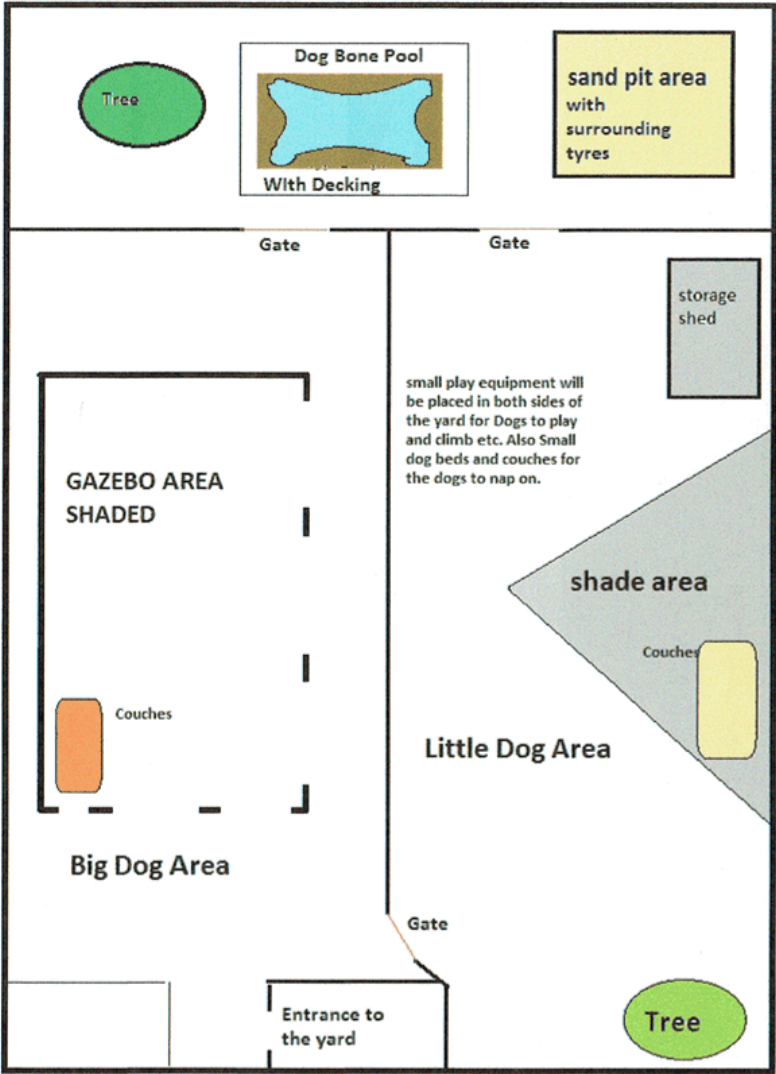 Dog Bone Pool
Tree
sand pit area
with
surrounding
tyres
WIth Decking
Gate
Gate
storage
shed
small play equipment will
be placed in both sides of
the yard for Dogs to play
and climb etc. Also Small
dog beds and couches for
the dogs to nap on.
GAZEBO AREA
SHADED
shade area
Couches
Couches
Little Dog Area
Big Dog Area
Gate
Entrance to
the yard
Tree